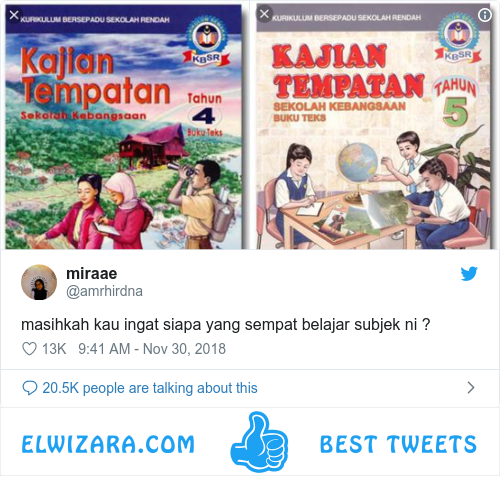 KURIKULUM BERSEPADU SEKOLAH RENDAH
KBSR
Kajian
Tempatan
Tahun
4
Sekolah Kebangsaan
Buku Teks
KURIKULUM BERSEPADU SEKOLAH RENDAH
KBSR
KAJIAN
TEMPATAN
TAHUN
5
SEKOLAH KEBANGSAAN
BUKU TEKS
miraae
@amrhirdna
masihkah kau ingat siapa yang sempat belajar subjek ni ?
13K 9:41 AM - Nov 30, 2018
20.5K people are talking about this
ELWIZARA.COM
BEST TWEETS